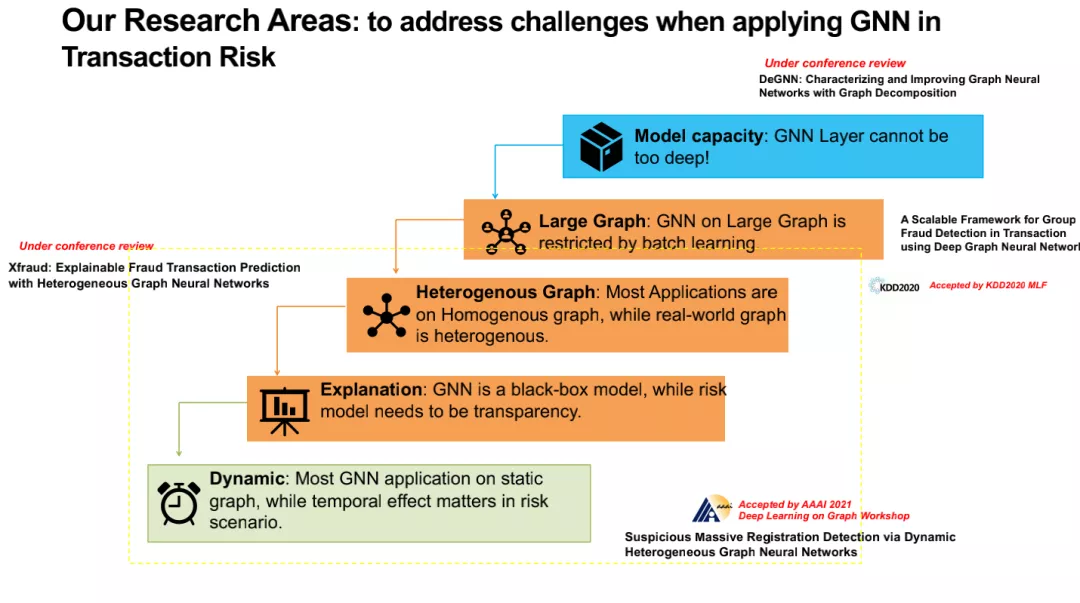 Our Research Areas: to address challenges when applying GNN in
Transaction Risk
Under conference review
DeGNN: Characterizing and Improving Graph Neural
Networks with Graph Decomposition
Model capacity: GNN Layer cannot be
too deep!
Large Graph: GNN on Large Graph is
restricted by batch learning
A Scalable Framework for Group
Fraud Detection in Transaction
using Deep Graph Neural Network
KDD2020
Accepted by KDD2020 MLF
Under conference review
Xfraud: Explainable Fraud Transaction Prediction
with Heterogeneous Graph Neural Networks
Heterogenous Graph: Most Applications are
on Homogenous graph, while real-world graph
is heterogenous.
Explanation: GNN is a black-box model, while risk
model needs to be transparency.
Dynamic: Most GNN application on static
graph, while temporal effect matters in risk
scenario.
Accepted by AAAI 2021
Deep Learning on Graph Workshop
Suspicious Massive Registration Detection via Dynamic
Heterogeneous Graph Neural Networks